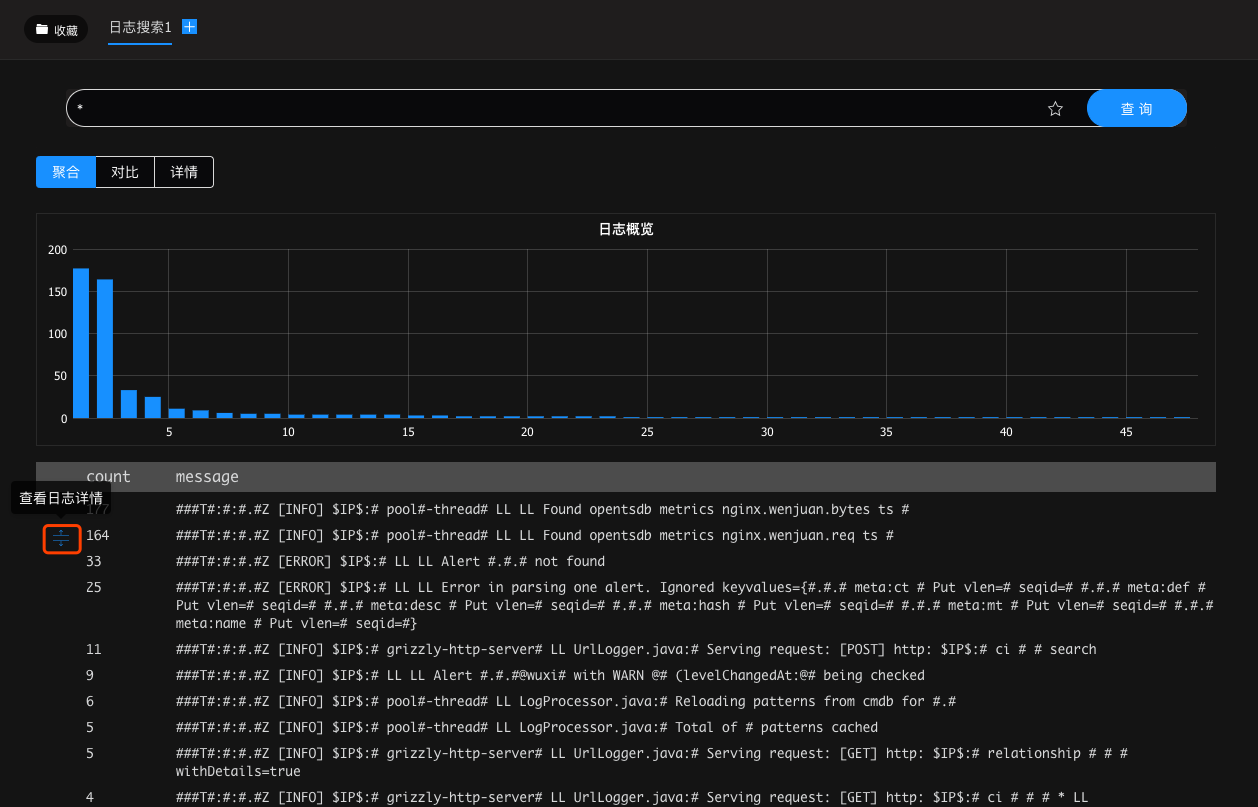 收藏
日志搜索1
*
查 询
聚合
对比
详情
日志概览
200
150
100
50
0
5 10 15 20 25 30 35 40 45
count message
查看日志详情
177 ###T#:#:#.#Z [INFO] $IP$:# pool#-thread# LL LL Found opentsdb metrics nginx.wenjuan.bytes ts #
164 ###T#:#:#.#Z [INFO] $IP$:# pool#-thread# LL LL Found opentsdb metrics nginx.wenjuan.req ts #
33 ###T#:#:#.#Z [ERROR] $IP$:# LL LL Alert #.#.# not found
25 ###T#:#:#.#Z [ERROR] $IP$:# LL LL Error in parsing one alert. Ignored keyvalues={#.#.# meta:ct # Put vlen=# seqid=# #.#.# meta:def #
Put vlen=# seqid=# #.#.# meta:desc # Put vlen=# seqid=# #.#.# meta:hash # Put vlen=# seqid=# #.#.# meta:mt # Put vlen=# seqid=# #.#.#
meta:name # Put vlen=# seqid=#}
11 ###T#:#:#.#Z [INFO] $IP$:# grizzly-http-server# LL UrlLogger.java:# Serving request: [POST] http: $IP$:# ci # # search
9 ###T#:#:#.#Z [INFO] $IP$:# LL LL Alert #.#.#@wuxi# with WARN @# (levelChangedAt:@# being checked
6 ###T#:#:#.#Z [INFO] $IP$:# pool#-thread# LL LogProcessor.java:# Reloading patterns from cmdb for #.#
5 ###T#:#:#.#Z [INFO] $IP$:# pool#-thread# LL LogProcessor.java:# Total of # patterns cached
5 ###T#:#:#.#Z [INFO] $IP$:# grizzly-http-server# LL UrlLogger.java:# Serving request: [GET] http: $IP$:# relationship # # #
withDetails=true
4 ###T#:#:#.#Z [INFO] $IP$:# grizzly-http-server# LL UrlLogger.java:# Serving request: [GET] http: $IP$:# ci # # # * LL